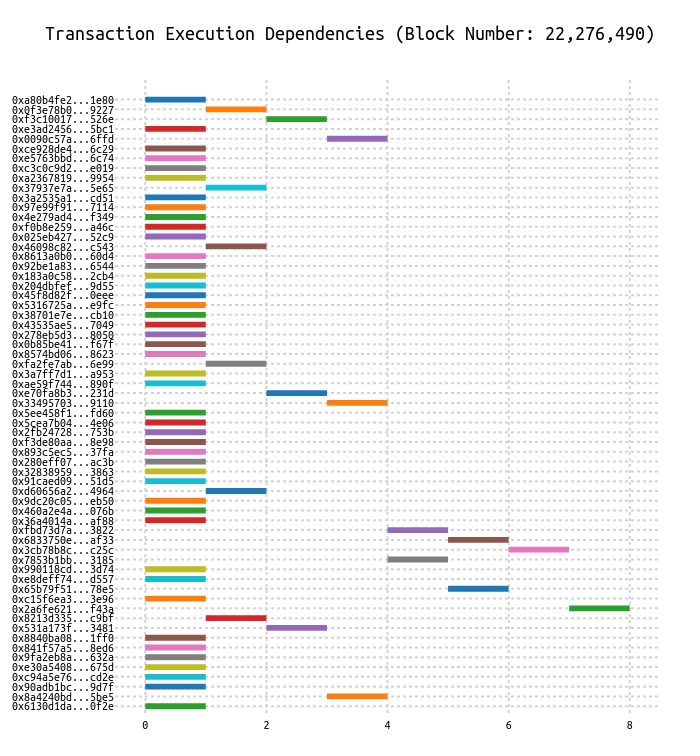 Transaction Execution Dependencies (Block Number: 22,276,490)
0xa80b4fe2...1e80
0x0f3e78b0...9227
0xf3c10017...526e
0xe3ad2456...5bc1
0x0090c57a...6ffd
0xce928de4...6c29
0xe5763bbd...6c74
0xc3c0c9d2...e019
0xa2367819...9954
0x37937e7a...5e65
0x3a2535a1...cd51
0x97e99f91...7114
0x4e279ad4...f349
0xf0b8e259...a46c
0x025eb427...52c9
0x46098c82...c543
0x8613a0b0...60d4
0x92be1a83...6544
0x183a0c58...2cb4
0x204dbfef...9d55
0x45f8d82f...0eee
0x5316725a...e9fc
0x38701e7e...cb10
0x43535ae5...7049
0x278eb5d3...8050
0x0b85be41...f67f
0x8574bd06...8623
0xfa2fe7ab...6e99
0x3a7ff7d1...a953
0xae59f744...890f
0xe70fa8b3...231d
0x33495703...9110
0x5ee458f1...fd60
0x5cea7b04...4e06
0x2fb24728...753b
0xf3de80aa...8e98
0x893c5ec5...37fa
0x280eff07...ac3b
0x32838959...3863
0x91caed09...51d5
0xd60656a2...4964
0x9dc20c05...eb50
0x460a2e4a...076b
0x36a4014a...af88
0xfbd73d7a...3822
0x6833750e...af33
0x3cb78b8c...c25c
0x7853b1bb...3185
0x990118cd...3d74
0xe8deff74...d557
0x65b79f51...78e5
0xc15f6ea3...3e96
0x2a6fe621...f43a
0x8213d335...c9bf
0x531a173f...3481
0x8840ba08...1ff0
0x841f57a5...8ed6
0x9fa2eb8a...632a
0xe30a5408...675d
0xc94a5e76...cd2e
0x90adb1bc...9d7f
0x8a4240bd...5be5
0x6130d1da...0f2e
0 2 4 6 8